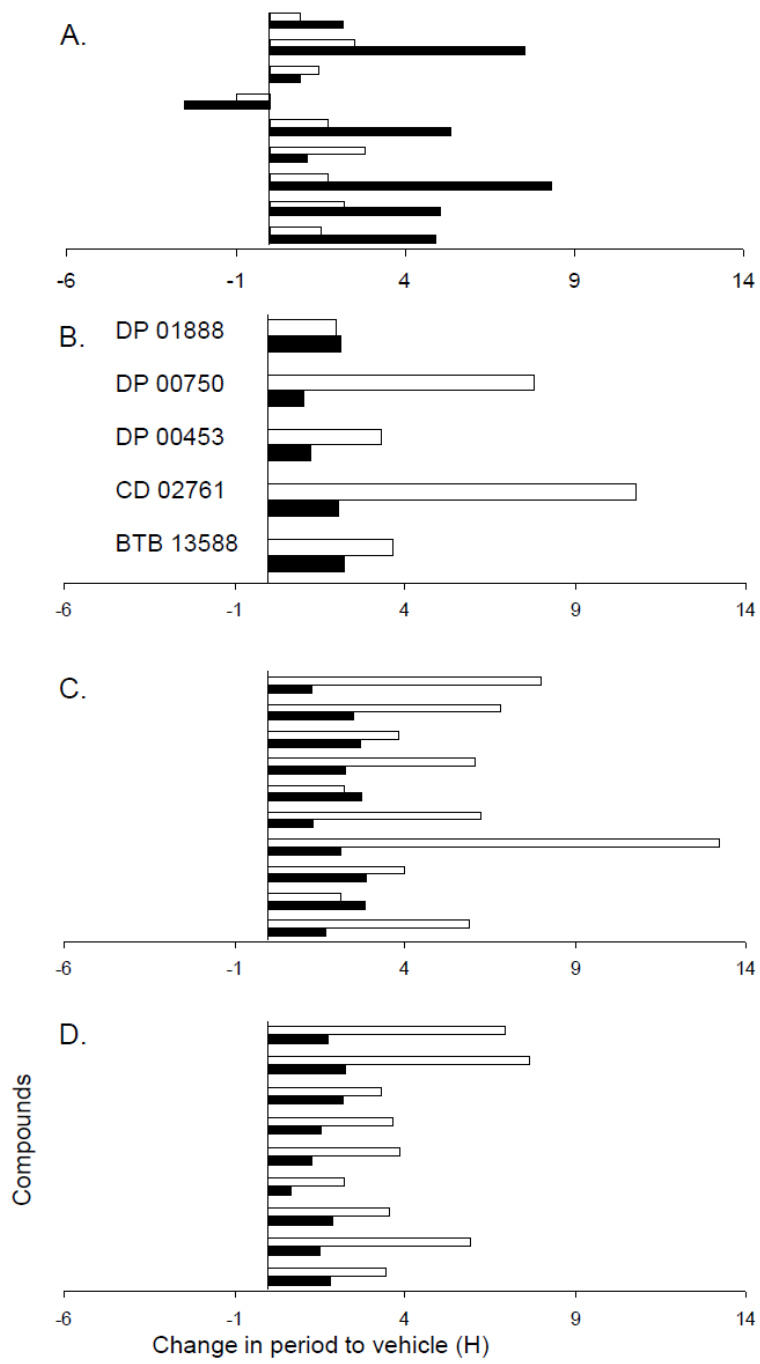 A.
-6 -1 4 9 14
B.
DP 01888
DP 00750
DP 00453
CD 02761
BTB 13588
-6 -1 4 9 14
C.
-6 -1 4 9 14
D.
Compounds
-6 -1 4 9 14
Change in period to vehicle (H)